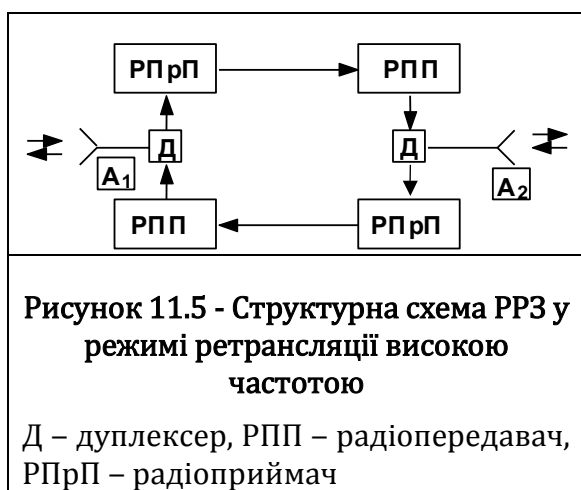 РПрП РПП
Д Д
А₁ А₂
РПП РПрП
Рисунок 11.5 - Структурна схема РРЗ у
режимі ретрансляції високою
частотою
Д – дуплексер, РПП – радіопередавач,
РПрП – радіоприймач